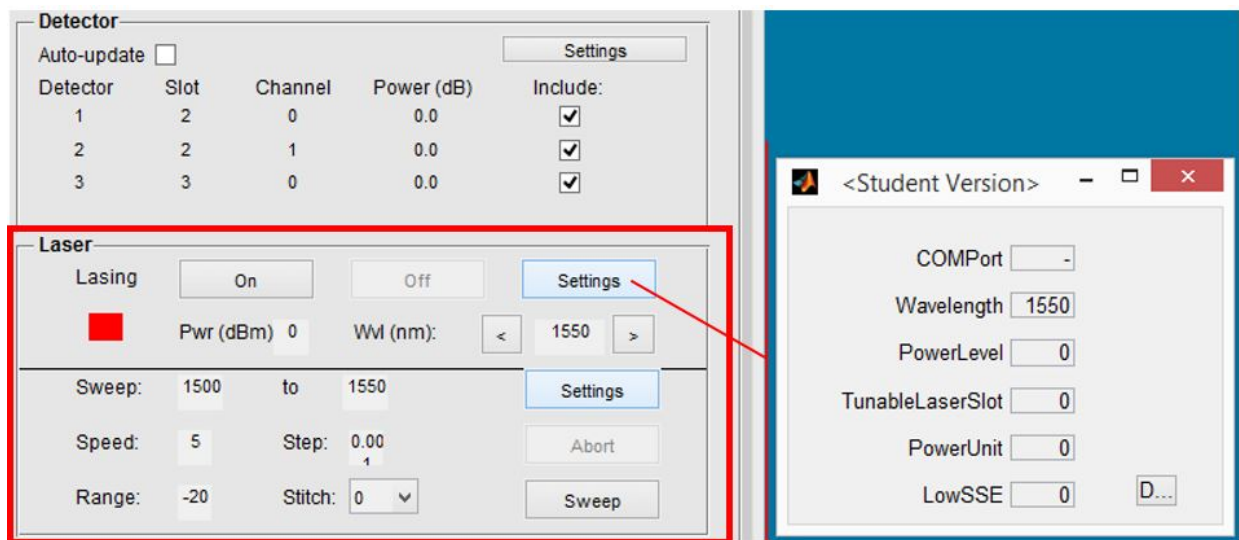 Detector
Auto-update Settings
Detector Slot Channel Power (dB) Include:
1 2 0 0.0
2 2 1 0.0
3 3 0 0.0
Laser
Lasing On Off Settings
Pwr (dBm) 0 Wvl (nm): < 1550 >
Sweep: 1500 to 1550 Settings
Speed: 5 Step: 0.00
1
Abort
Range: -20 Stitch: 0 Sweep
<Student Version>
COMPort -
Wavelength 1550
PowerLevel 0
TunableLaserSlot 0
PowerUnit 0
LowSSE 0 D...